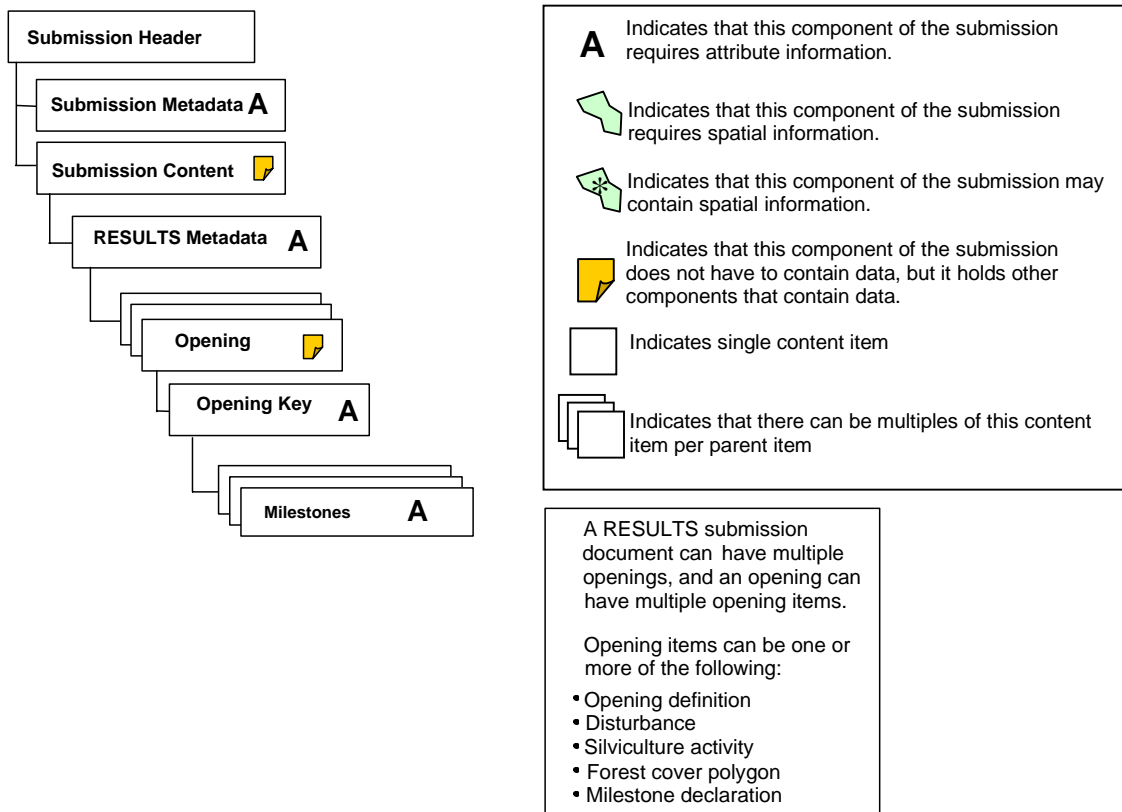 Submission Header
Submission Metadata A
Submission Content
RESULTS Metadata A
Opening
Opening Key A
Milestones A
A
Indicates that this component of the submission
requires attribute information.
Indicates that this component of the submission
requires spatial information.
*
Indicates that this component of the submission may
contain spatial information.
Indicates that this component of the submission
does not have to contain data, but it holds other
components that contain data.
Indicates single content item
Indicates that there can be multiples of this content
item per parent item
A RESULTS submission
document can have multiple
openings, and an opening can
have multiple opening items.
Opening items can be one or
more of the following:
• Opening definition
• Disturbance
• Silviculture activity
• Forest cover polygon
• Milestone declaration